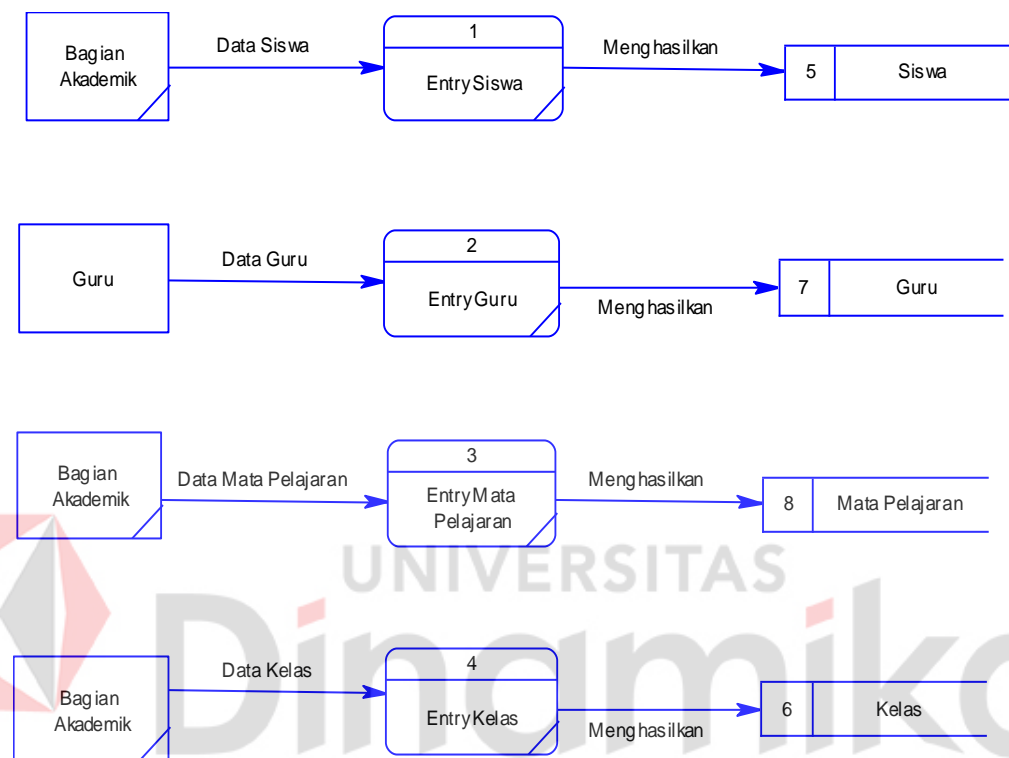 Bagian
Akademik
Data Siswa
1
Entry Siswa
Menghasilkan
5
Siswa
Guru
Data Guru
2
Entry Guru
Menghasilkan
7
Guru
Bagian
Akademik
Data Mata Pelajaran
3
Entry Mata
Pelajaran
Menghasilkan
8
Mata Pelajaran
UNIVERSITAS
Dinamika
Bagian
Akademik
Data Kelas
4
Entry Kelas
Menghasilkan
6
Kelas